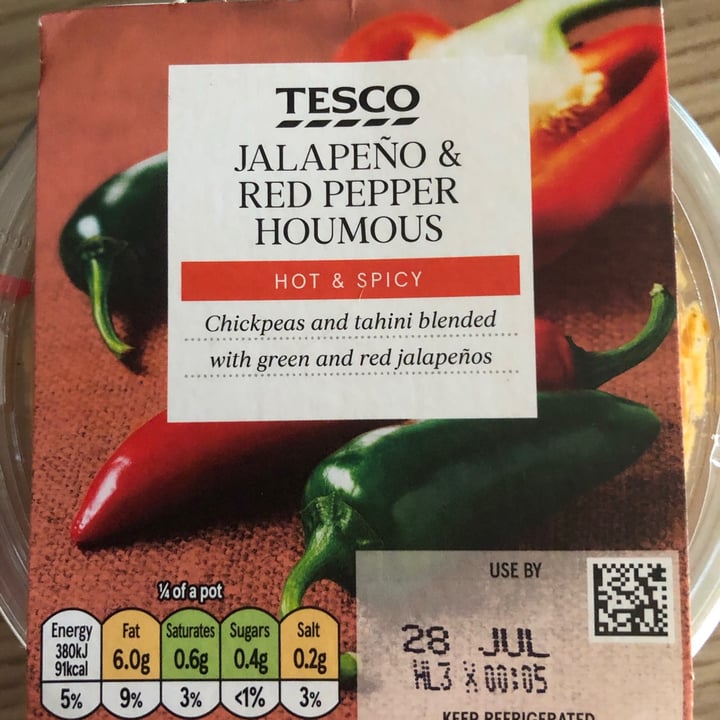 TESCO
JALAPEÑO &
RED PEPPER
HOUMOUS
HOT & SPICY
Chickpeas and tahini blended
with green and red jalapeños
¼ of a pot
Energy
380kJ
91kcal
5%
Fat
6.0g
9%
Saturates
0.6g
3%
Sugars
0.4g
<1%
Salt
0.2g
3%
USE BY
28 JUL
HL3 X 00:05
KEEP REFRIGERATED